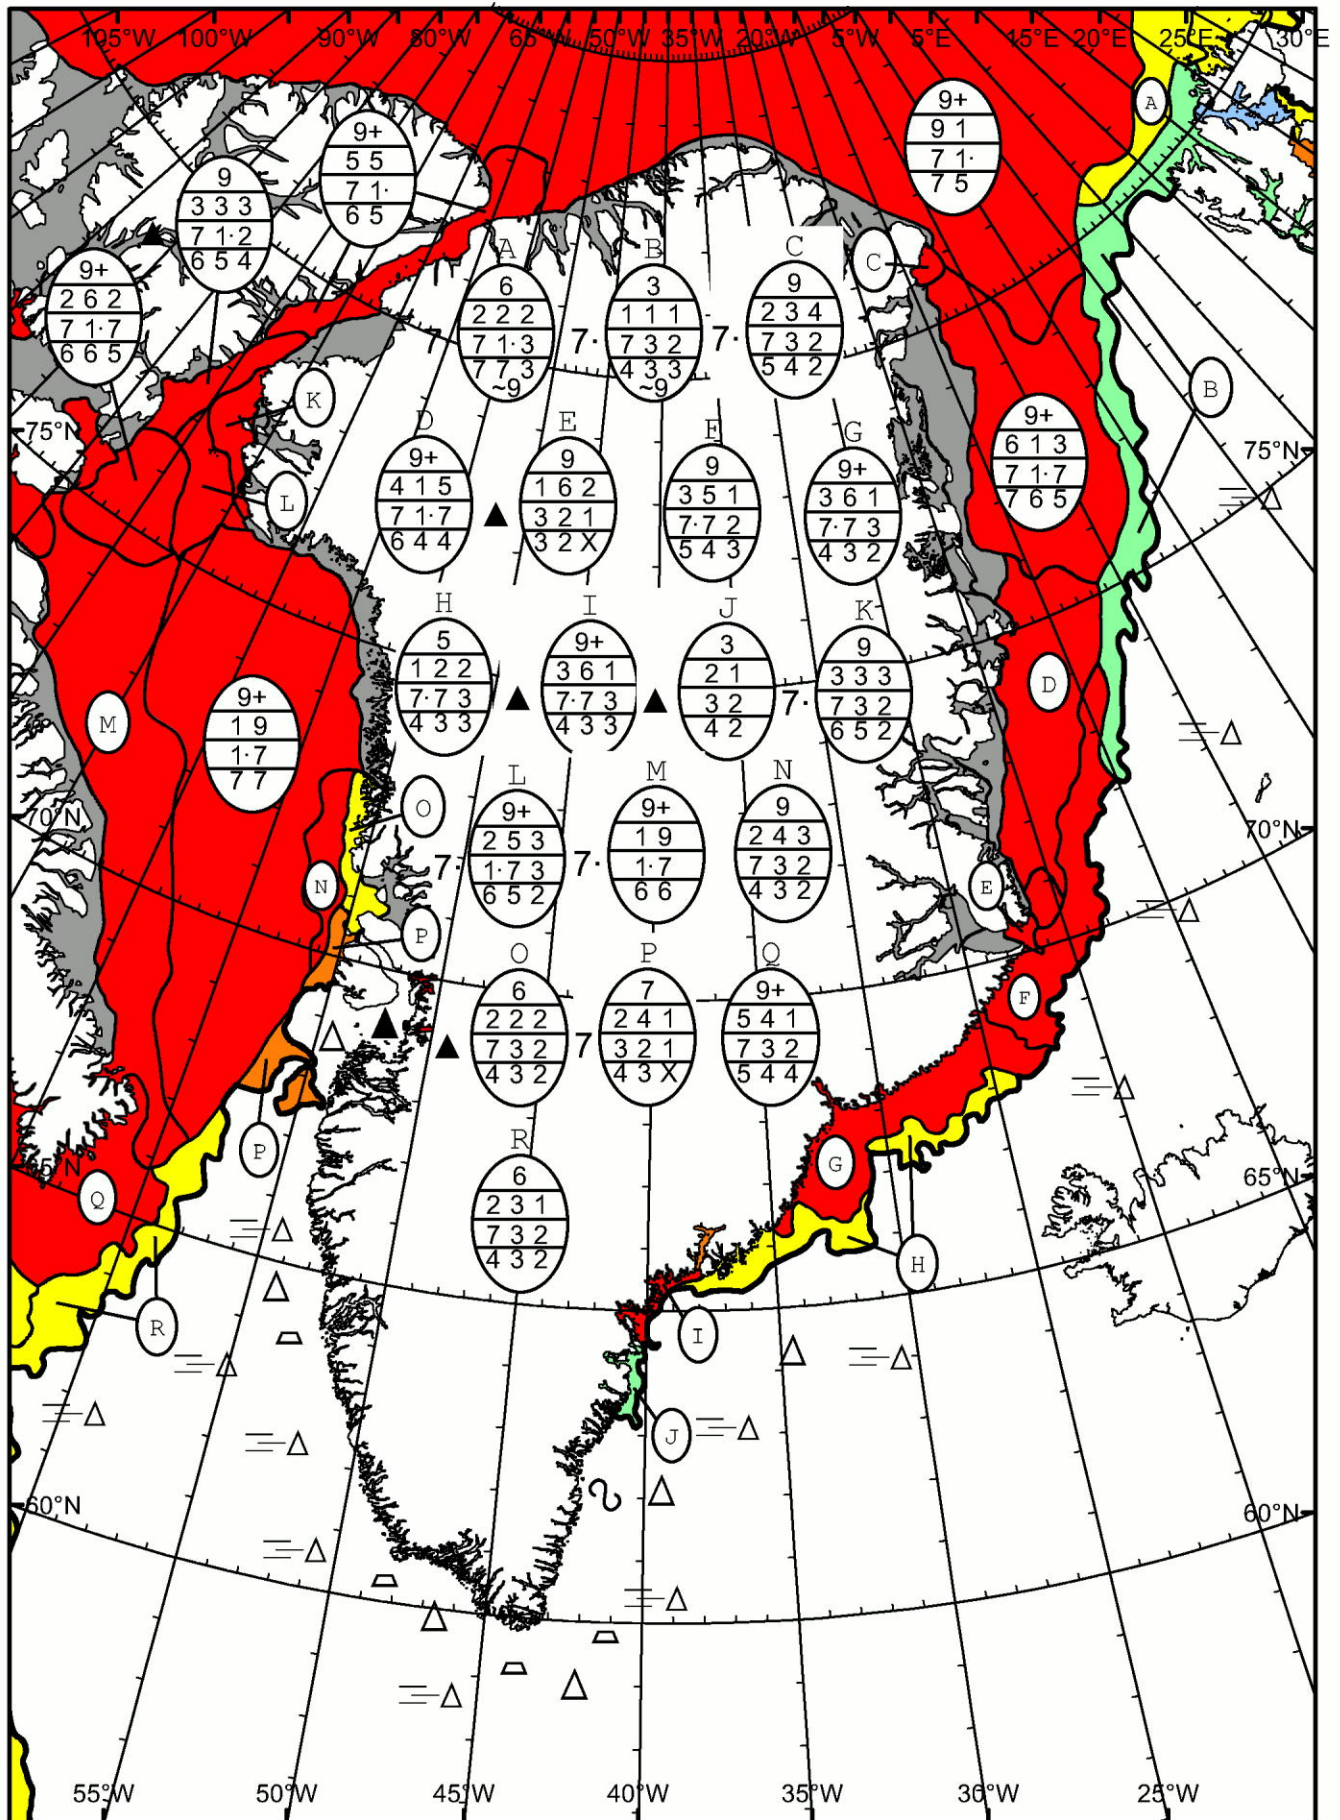 105°W 100°W 90°W 80°W 65°W 50°W 35°W 20°W 5°W 5°E 15°E 20°E 25°E 30°E
A
9+
9 1
7 1·
7 5
9+
5 5
7 1·
6 5
9
3 3 3
7 1· 2
6 5 4
9+
2 6 2
7 1· 7
6 6 5
A
6
2 2 2
7 1· 3
7 7 3
~9
7·
B
3
1 1 1
7 3 2
4 3 3
~9
7·
C
9
2 3 4
7 3 2
5 4 2
7·
C
K
B
75°N
75°N
L
D
9+
4 1 5
7 1· 7
6 4 4
E
9
1 6 2
3 2 1
3 2 X
▲
F
9
3 5 1
7· 7 2
5 4 3
G
9+
3 6 1
7· 7 3
4 3 2
9+
6 1 3
7 1· 7
7 6 5
H
5
1 2 2
7· 7 3
4 3 3
I
9+
3 6 1
7· 7 3
4 3 3
▲
J
3
2 1
3 2
4 2
▲
K
9
3 3 3
7 3 2
6 5 2
7·
D
M
9+
1 9
1· 7
7 7
70°N
70°N
O
N
P
E
F
L
9+
2 5 3
1· 7 3
6 5 2
7·
M
9+
1 9
1· 7
6 6
7·
N
9
2 4 3
7 3 2
4 3 2
O
6
2 2 2
7 3 2
4 3 2
▲
P
7
2 4 1
3 2 1
4 3 X
7
Q
9+
5 4 1
7 3 2
5 4 4
R
6
2 3 1
7 3 2
4 3 2
P
G
65°N
65°N
Q
H
R
I
J
60°N
60°N
55°W 50°W 45°W 40°W 35°W 30°W 25°W